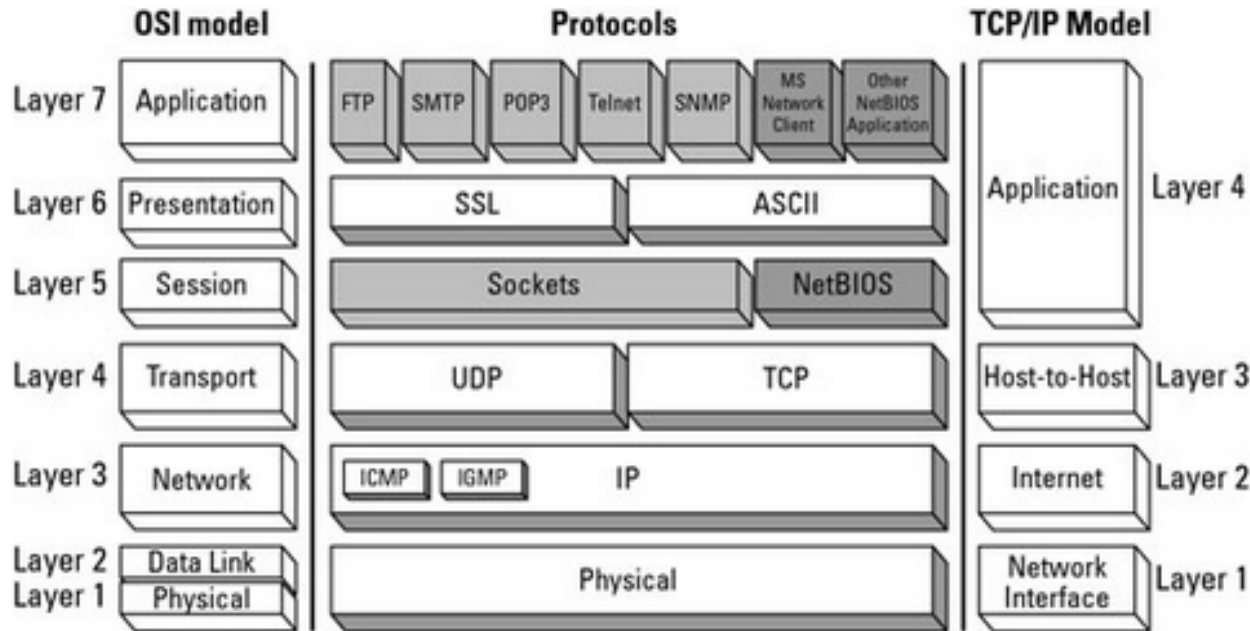 OSI model Protocols TCP/IP Model
Layer 7 Application FTP SMTP POP3 Telnet SNMP
MS
Network
Client
Other
NetBIOS
Application
Layer 6 Presentation SSL ASCII Application Layer 4
Layer 5 Session Sockets NetBIOS
Layer 4 Transport UDP TCP Host-to-Host Layer 3
Layer 3 Network ICMP IGMP IP Internet Layer 2
Layer 2 Data Link
Layer 1 Physical
Physical
Network
Interface
Layer 1